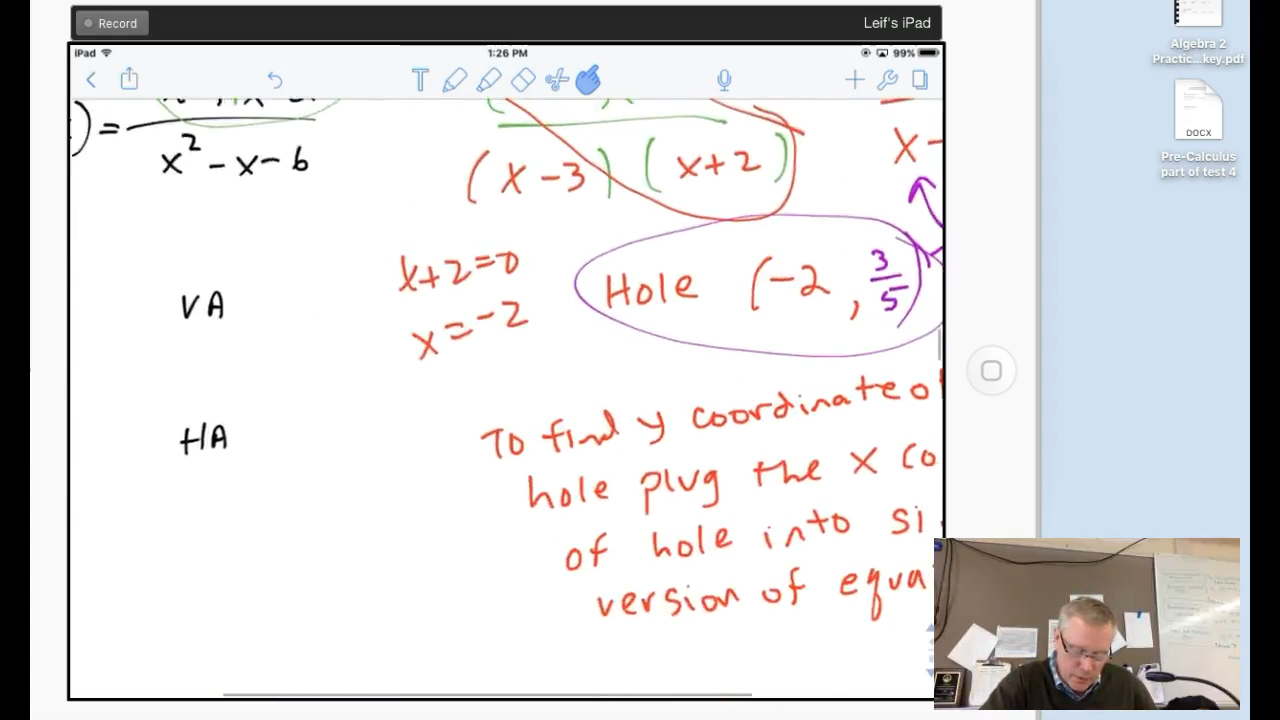 Record
Leif's iPad
iPad
1:26 PM
99%
Algebra 2
Practic...key.pdf
DOCX
Pre-Calculus
part of test 4
) =
x² - x - 6
(x - 3) (x + 2)
x -
x+2=0
x = -2
Hole (-2, 3/5)
VA
HA
To find y coordinate of
hole plug the x co
of hole into si
version of equa